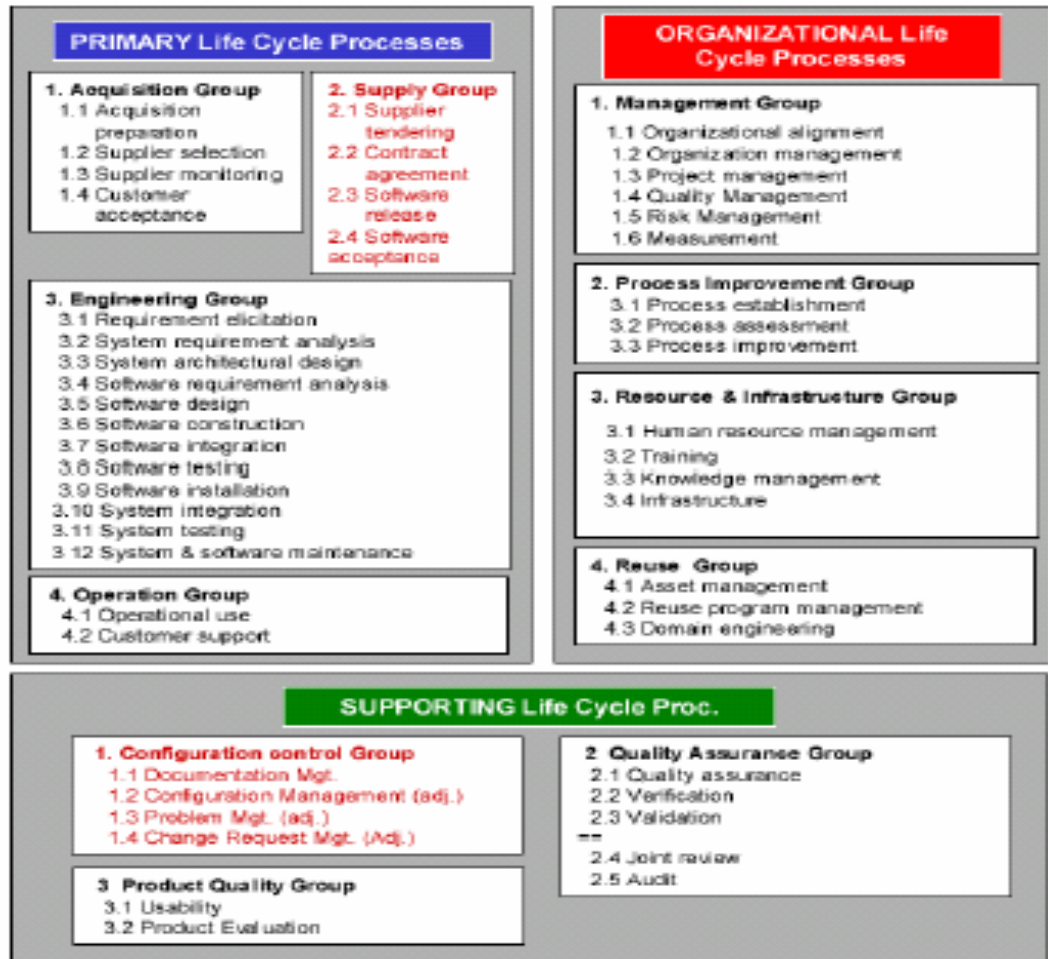 PRIMARY Life Cycle Processes
1. Acquisition Group
1.1 Acquisition
preparation
1.2 Supplier selection
1.3 Supplier monitoring
1.4 Customer
acceptance
2. Supply Group
2.1 Supplier
tendering
2.2 Contract
agreement
2.3 Software
release
2.4 Software
acceptance
3. Engineering Group
3.1 Requirement elicitation
3.2 System requirement analysis
3.3 System architectural design
3.4 Software requirement analysis
3.5 Software design
3.6 Software construction
3.7 Software integration
3.8 Software testing
3.9 Software installation
3.10 System integration
3.11 System testing
3.12 System & software maintenance
4. Operation Group
4.1 Operational use
4.2 Customer support
ORGANIZATIONAL Life
Cycle Processes
1. Management Group
1.1 Organizational alignment
1.2 Organization management
1.3 Project management
1.4 Quality Management
1.5 Risk Management
1.6 Measurement
2. Process Improvement Group
3.1 Process establishment
3.2 Process assessment
3.3 Process improvement
3. Resource & Infrastructure Group
3.1 Human resource management
3.2 Training
3.3 Knowledge management
3.4 Infrastructure
4. Reuse Group
4.1 Asset management
4.2 Reuse program management
4.3 Domain engineering
SUPPORTING Life Cycle Proc.
1. Configuration control Group
1.1 Documentation Mgt.
1.2 Configuration Management (adj.)
1.3 Problem Mgt. (adj.)
1.4 Change Request Mgt. (Adj.)
2 Quality Assurance Group
2.1 Quality assurance
2.2 Verification
2.3 Validation
==
2.4 Joint review
2.5 Audit
3 Product Quality Group
3.1 Usability
3.2 Product Evaluation